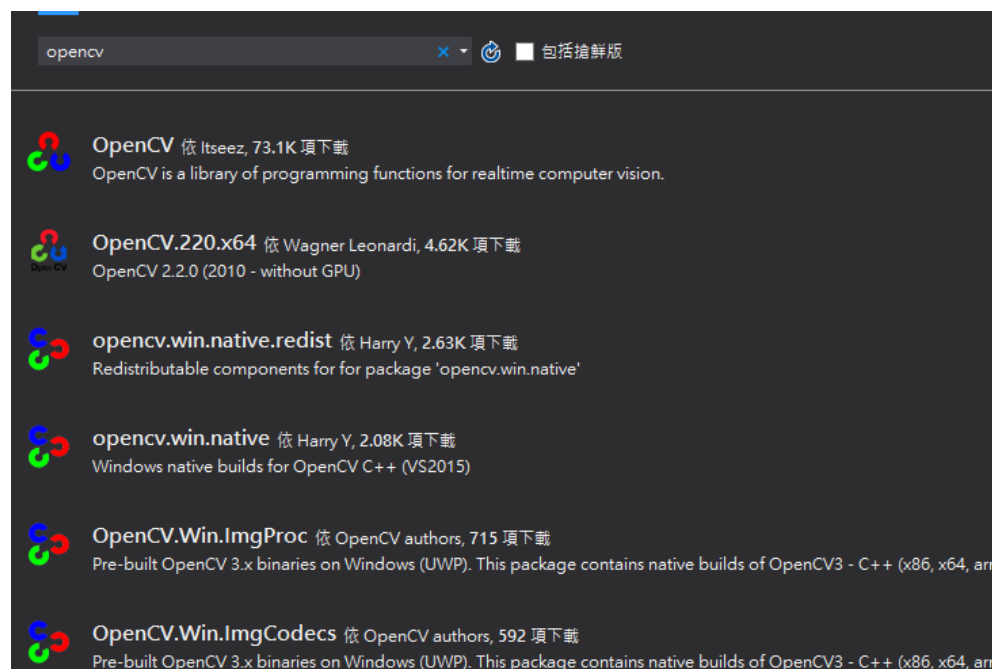 opencv
包括搶鮮版
OpenCV 依 Itseez, 73.1K 項下載
OpenCV is a library of programming functions for realtime computer vision.
OpenCV.220.x64 依 Wagner Leonardi, 4.62K 項下載
OpenCV 2.2.0 (2010 - without GPU)
Open CV
opencv.win.native.redist 依 Harry Y, 2.63K 項下載
Redistributable components for for package 'opencv.win.native'
opencv.win.native 依 Harry Y, 2.08K 項下載
Windows native builds for OpenCV C++ (VS2015)
OpenCV.Win.ImgProc 依 OpenCV authors, 715 項下載
Pre-built OpenCV 3.x binaries on Windows (UWP). This package contains native builds of OpenCV3 - C++ (x86, x64,
OpenCV.Win.ImgCodecs 依 OpenCV authors, 592 項下載
Pre-built OpenCV 3.x binaries on Windows (UWP). This package contains native builds of OpenCV3 - C++ (x86, x64,